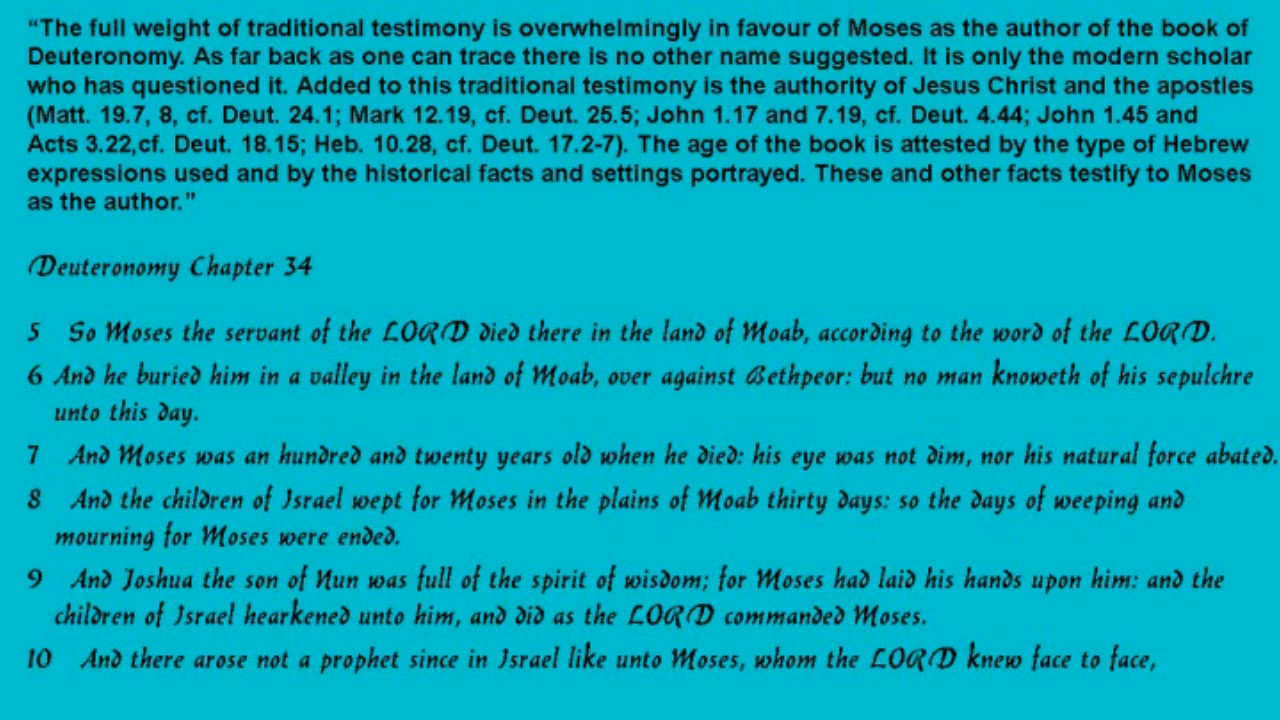 “The full weight of traditional testimony is overwhelmingly in favour of Moses as the author of the book of
Deuteronomy. As far back as one can trace there is no other name suggested. It is only the modern scholar
who has questioned it. Added to this traditional testimony is the authority of Jesus Christ and the apostles
(Matt. 19.7, 8, cf. Deut. 24.1; Mark 12.19, cf. Deut. 25.5; John 1.17 and 7.19, cf. Deut. 4.44; John 1.45 and
Acts 3.22,cf. Deut. 18.15; Heb. 10.28, cf. Deut. 17.2-7). The age of the book is attested by the type of Hebrew
expressions used and by the historical facts and settings portrayed. These and other facts testify to Moses
as the author.”
Deuteronomy Chapter 34
5 So Moses the servant of the LORD died there in the land of Moab, according to the word of the LORD.
6 And he buried him in a valley in the land of Moab, over against Bethpeor: but no man knoweth of his sepulchre
unto this day.
7 And Moses was an hundred and twenty years old when he died: his eye was not dim, nor his natural force abated.
8 And the children of Israel wept for Moses in the plains of Moab thirty days: so the days of weeping and
mourning for Moses were ended.
9 And Joshua the son of Nun was full of the spirit of wisdom; for Moses had laid his hands upon him: and the
children of Israel hearkened unto him, and did as the LORD commanded Moses.
10 And there arose not a prophet since in Israel like unto Moses, whom the LORD knew face to face,